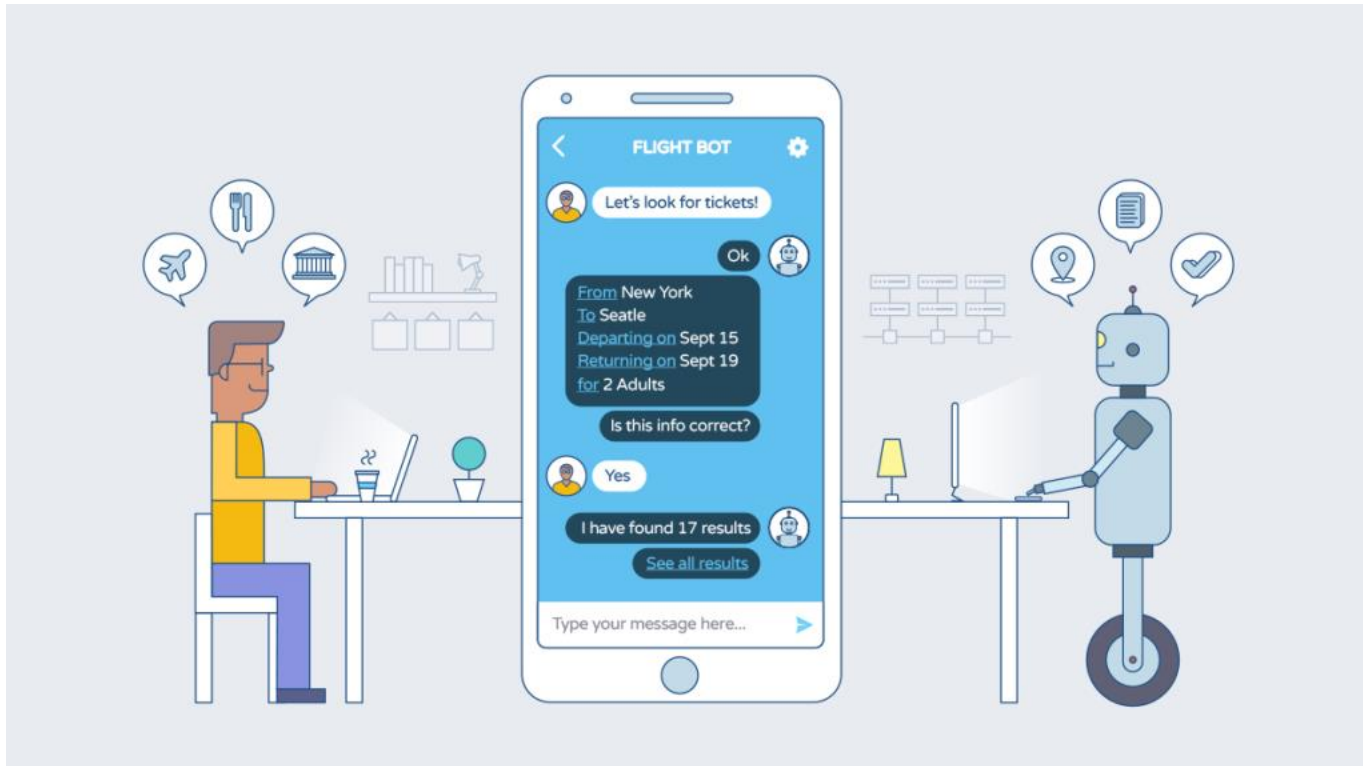 FLIGHT BOT
Let's look for tickets!
Ok
From New York
To Seatle
Departing on Sept 15
Returning on Sept 19
for 2 Adults
Is this info correct?
Yes
I have found 17 results
See all results
Type your message here...